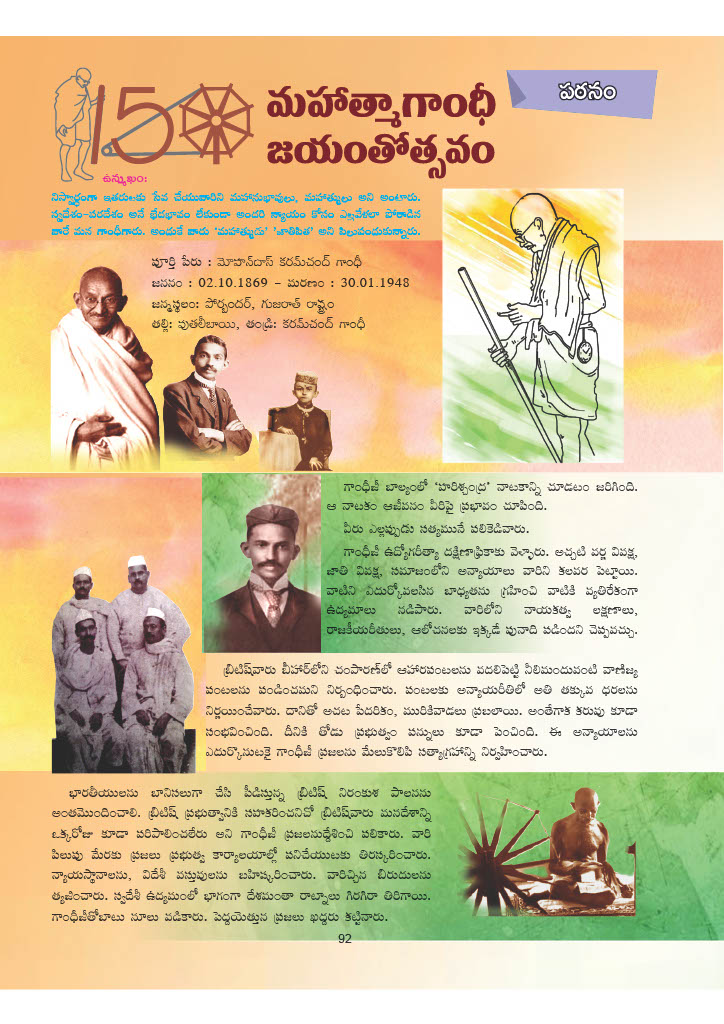 150
మహాత్మాగాంధీ
జయంతోత్సవం
పఠనం
ఉన్ముఖం:
నిస్వార్థంగా ఇతరులకు సేవ చేయువారిని మహానుభావులు, మహాత్ములు అని అంటారు.
స్వదేశం-పరదేశం అనే భేదభావం లేకుండా అందరి న్యాయం కోసం ఎల్లవేళలా పోరాడిన
వారే మన గాంధీగారు. అందుకే వారు ‘మహాత్ముడు’ ‘జాతిపిత’ అని పిలువందుకున్నారు.
పూర్తి పేరు : మోహన్‌దాస్ కరమ్‌చంద్ గాంధీ
జననం : 02.10.1869 – మరణం : 30.01.1948
జన్మస్థలం: పోర్బందర్, గుజరాత్ రాష్ట్రం
తల్లి: పుతలీబాయి, తండ్రి: కరమ్‌చంద్ గాంధీ
గాంధీజీ బాల్యంలో ‘హరిశ్చంద్ర’ నాటకాన్ని చూడటం జరిగింది.
ఆ నాటకం ఆజీవనం వీరిపై ప్రభావం చూపింది.
వీరు ఎల్లప్పుడు సత్యమునే పలికెడివారు.
గాంధీజీ ఉద్యోగరీత్యా దక్షిణాఫ్రికాకు వెళ్ళారు. అచ్చటి వర్ణ వివక్ష,
జాతి వివక్ష, సమాజంలోని అన్యాయాలు వారిని కలవర పెట్టాయి.
వాటిని ఎదుర్కోవలసిన బాధ్యతను గ్రహించి వాటికి వ్యతిరేకంగా
ఉద్యమాలు నడిపారు. వారిలోని నాయకత్వ లక్షణాలు,
రాజకీయరీతులు, ఆలోచనలకు ఇక్కడే పునాది పడిందని చెప్పవచ్చు.
బ్రిటిష్‌వారు బీహార్‌లోని చంపారణ్‌లో ఆహారపంటలను వదలిపెట్టి నీలిమందువంటి వాణిజ్య
పంటలను పండించమని నిర్బంధించారు. పంటలకు అన్యాయరీతిలో అతి తక్కువ ధరలను
నిర్ణయించేవారు. దానితో అచట పేదరికం, మురికివాడలు ప్రబలాయి. అంతేగాక కరువు కూడా
సంభవించింది. దీనికి తోడు ప్రభుత్వం పన్నులు కూడా పెంచింది. ఈ అన్యాయాలను
ఎదుర్కొనుటకై గాంధీజీ ప్రజలను మేలుకొలిపి సత్యాగ్రహాన్ని నిర్వహించారు.
భారతీయులను బానిసలుగా చేసి పీడిస్తున్న బ్రిటిష్ నిరంకుశ పాలనను
అంతమొందించాలి. బ్రిటిష్ ప్రభుత్వానికి సహకరించనిచో బ్రిటిష్‌వారు మనదేశాన్ని
ఒక్కరోజు కూడా పరిపాలించలేరు అని గాంధీజీ ప్రజలనుద్దేశించి పలికారు. వారి
పిలుపు మేరకు ప్రజలు ప్రభుత్వ కార్యాలయాల్లో పనిచేయుటకు తిరస్కరించారు.
న్యాయస్థానాలను, విదేశీ వస్తువులను బహిష్కరించారు. వారిచ్చిన బిరుదులను
త్యజించారు. స్వదేశీ ఉద్యమంలో భాగంగా దేశమంతా రాట్నాలు గిరగిరా తిరిగాయి.
గాంధీజీతోబాటు నూలు వడికారు. పెద్దయెత్తున ప్రజలు ఖద్దరు కట్టినారు.
92